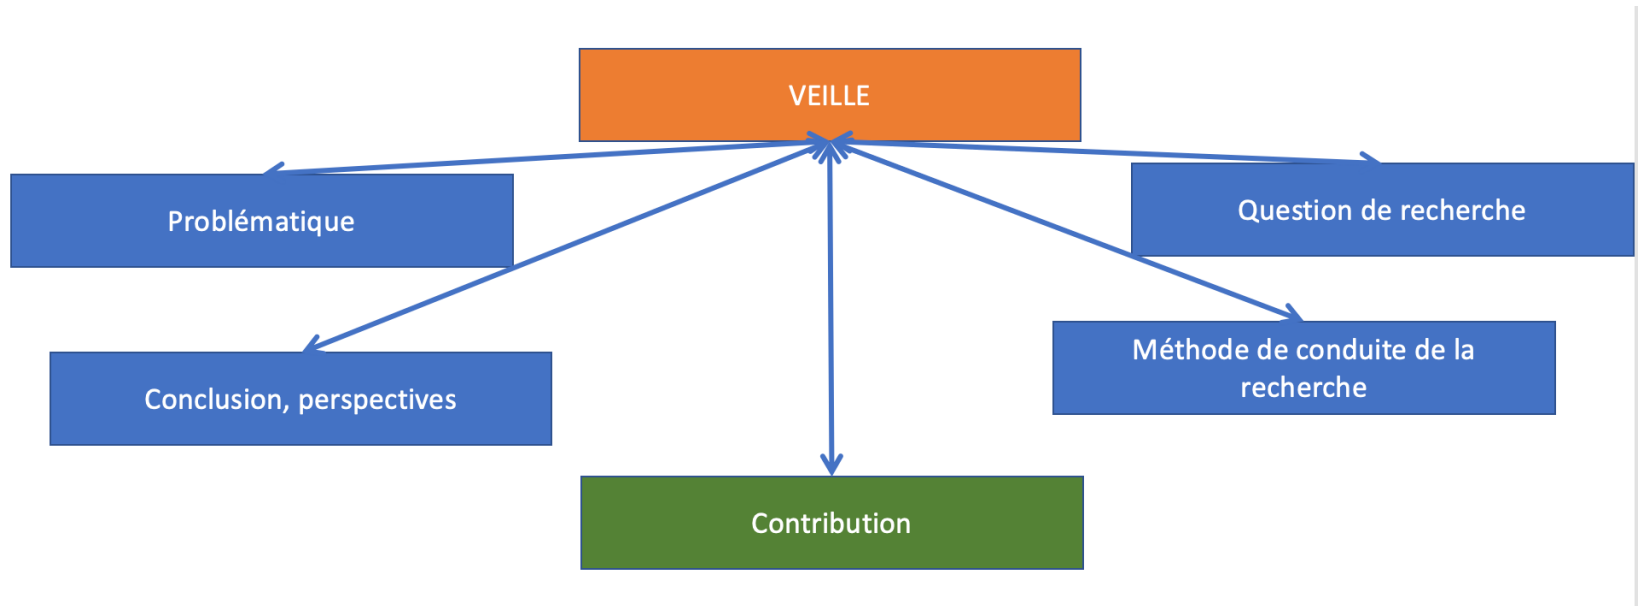 VEILLE
Problématique
Question de recherche
Conclusion, perspectives
Méthode de conduite de la
recherche
Contribution